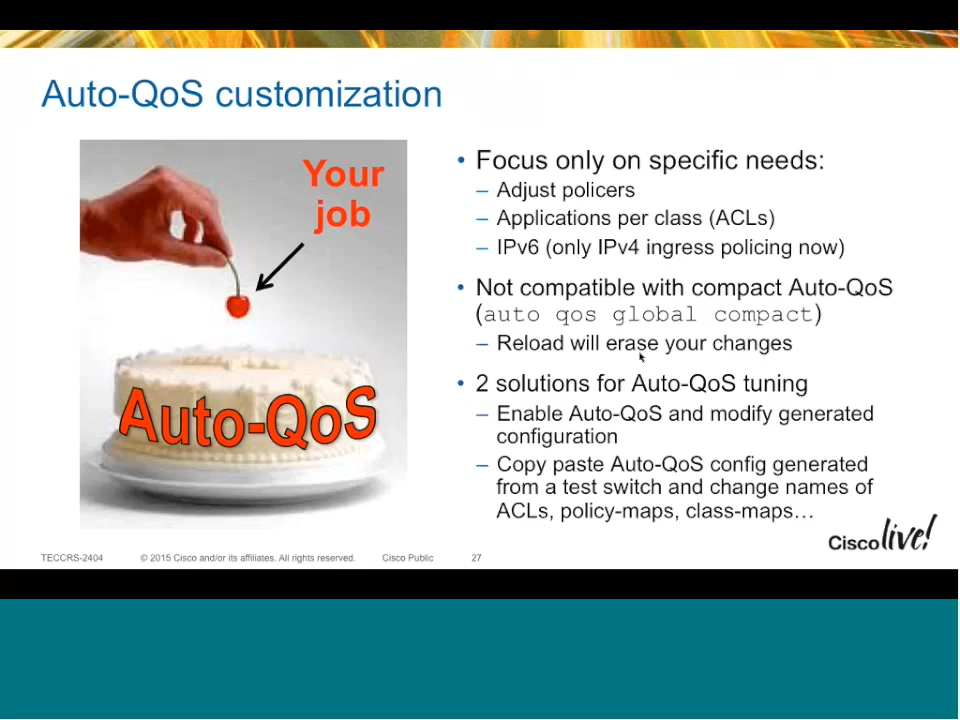 Auto-QoS customization
Your
job
Auto-QoS
• Focus only on specific needs:
– Adjust policers
– Applications per class (ACLs)
– IPv6 (only IPv4 ingress policing now)
• Not compatible with compact Auto-QoS
(auto qos global compact)
– Reload will erase your changes
• 2 solutions for Auto-QoS tuning
– Enable Auto-QoS and modify generated
configuration
– Copy paste Auto-QoS config generated
from a test switch and change names of
ACLs, policy-maps, class-maps…
Cisco live!
TECCRS-2404 © 2015 Cisco and/or its affiliates. All rights reserved. Cisco Public 27